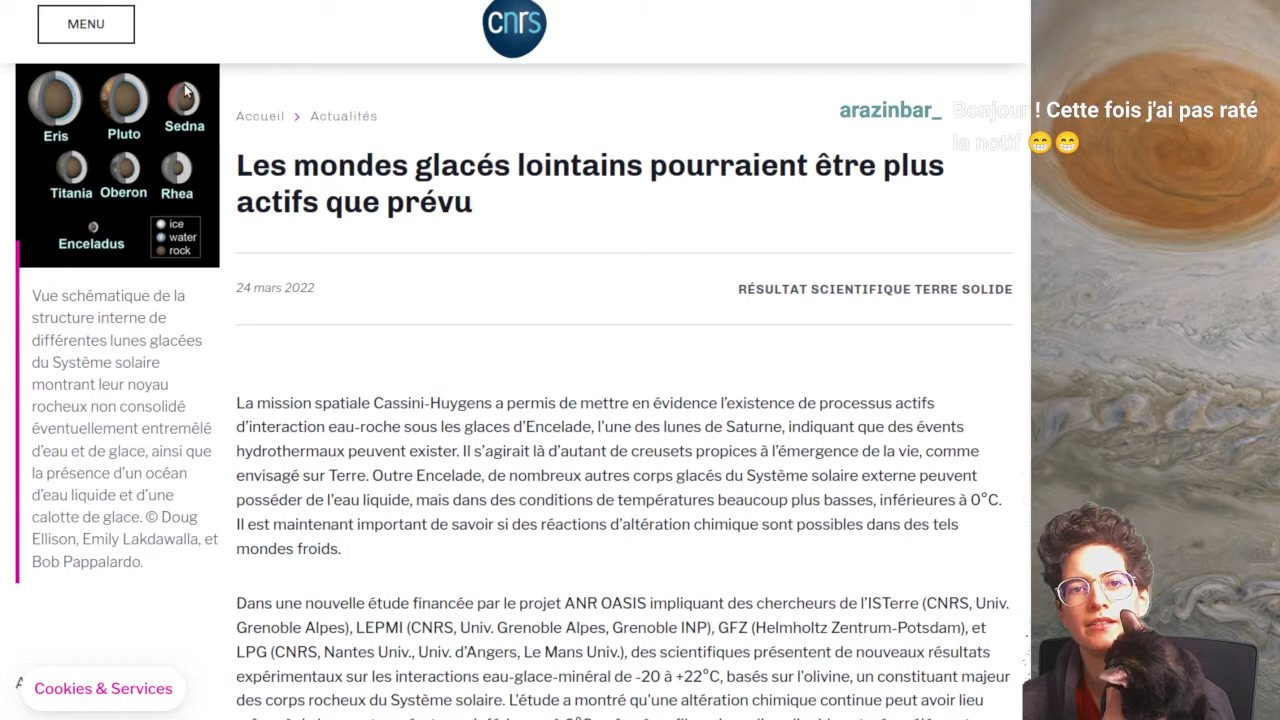 MENU
cnrs
Eris
Pluto
Sedna
Titania
Oberon
Rhea
Enceladus
ice
water
rock
Vue schématique de la
structure interne de
différentes lunes glacées
du Système solaire
montrant leur noyau
rocheux non consolidé
éventuellement entremêlé
d'eau et de glace, ainsi que
la présence d'un océan
d'eau liquide et d'une
calotte de glace. © Doug
Ellison, Emily Lakdawalla, et
Bob Pappalardo.
Cookies & Services
Accueil > Actualités
Les mondes glacés lointains pourraient être plus
actifs que prévu
24 mars 2022
RÉSULTAT SCIENTIFIQUE TERRE SOLIDE
La mission spatiale Cassini-Huygens a permis de mettre en évidence l'existence de processus actifs
d'interaction eau-roche sous les glaces d'Encelade, l'une des lunes de Saturne, indiquant que des évents
hydrothermaux peuvent exister. Il s'agirait là d'autant de creusets propices à l'émergence de la vie, comme
envisagé sur Terre. Outre Encelade, de nombreux autres corps glacés du Système solaire externe peuvent
posséder de l'eau liquide, mais dans des conditions de températures beaucoup plus basses, inférieures à 0°C.
Il est maintenant important de savoir si des réactions d'altération chimique sont possibles dans des tels
mondes froids.
Dans une nouvelle étude financée par le projet ANR OASIS impliquant des chercheurs de l'ISTerre (CNRS, Univ.
Grenoble Alpes), LEPMI (CNRS, Univ. Grenoble Alpes, Grenoble INP), GFZ (Helmholtz Zentrum-Potsdam), et
LPG (CNRS, Nantes Univ., Univ. d'Angers, Le Mans Univ.), des scientifiques présentent de nouveaux résultats
expérimentaux sur les interactions eau-glace-minéral de -20 à +22°C, basés sur l'olivine, un constituant majeur
des corps rocheux du Système solaire. L'étude a montré qu'une altération chimique continue peut avoir lieu
arazinbar_ Bonjour ! Cette fois j'ai pas raté
la notif 😁😁